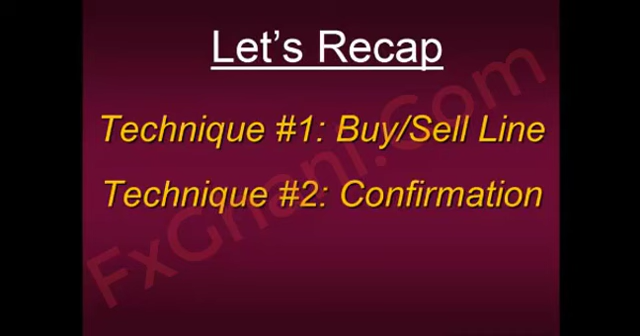 Let's Recap
Technique #1: Buy/Sell Line
Technique #2: Confirmation
FxGhani.Com